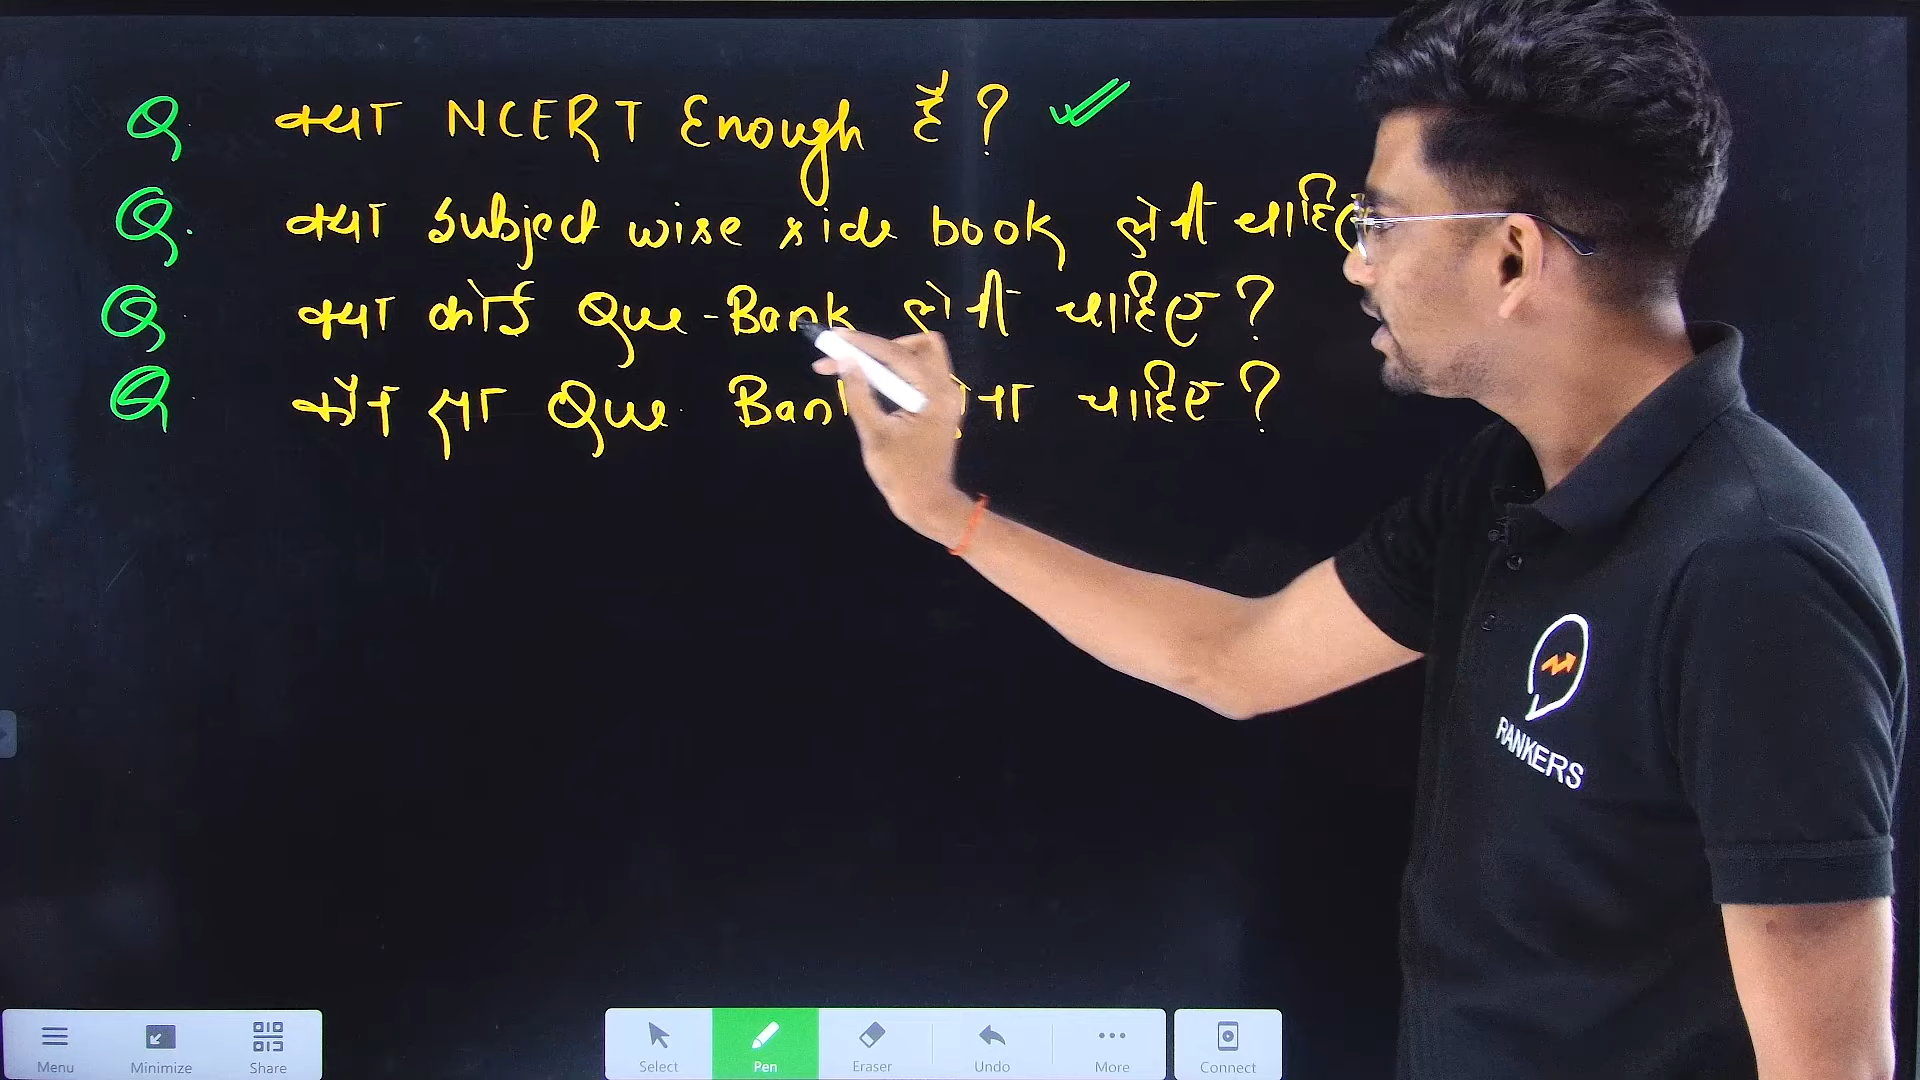 Q. क्या NCERT Enough है?
Q. क्या subject wise side book लेनी चाहिए
Q. क्या कोई Que-Bank लेनी चाहिए?
Q. कौन सा Que. Bank लेना चाहिए?
RANKERS
Menu Minimize Share Select Pen Eraser Undo More Connect